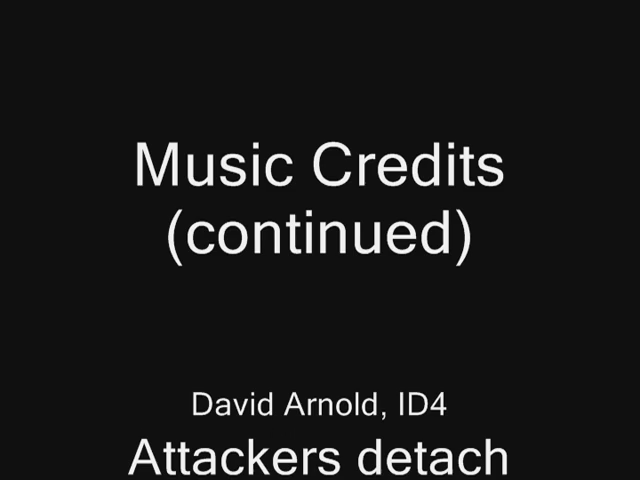 Music Credits
(continued)
David Arnold, ID4
Attackers detach